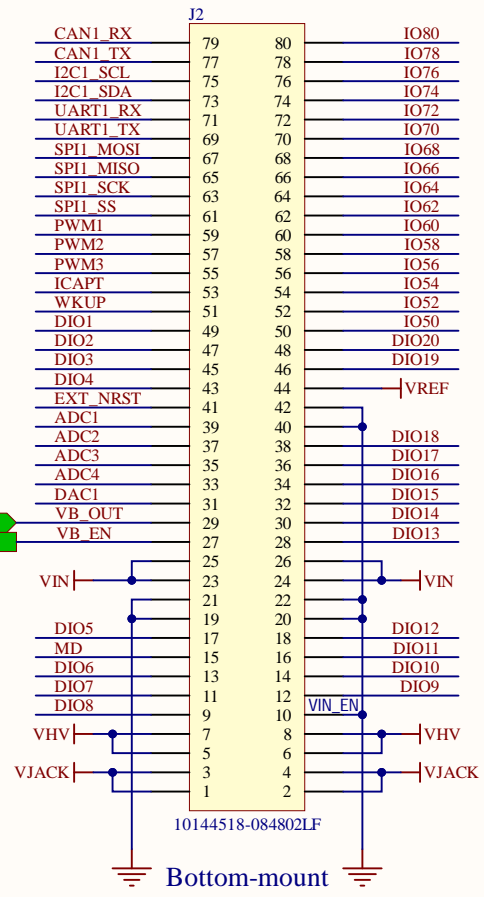 J2
CAN1_RX 79 80 IO80
CAN1_TX 77 78 IO78
I2C1_SCL 75 76 IO76
I2C1_SDA 73 74 IO74
UART1_RX 71 72 IO72
UART1_TX 69 70 IO70
SPI1_MOSI 67 68 IO68
SPI1_MISO 65 66 IO66
SPI1_SCK 63 64 IO64
SPI1_SS 61 62 IO62
PWM1 59 60 IO60
PWM2 57 58 IO58
PWM3 55 56 IO56
ICAPT 53 54 IO54
WKUP 51 52 IO52
DIO1 49 50 IO50
DIO2 47 48 DIO20
DIO3 45 46 DIO19
DIO4 43 44 VREF
EXT_NRST 41 42
ADC1 39 40
ADC2 37 38 DIO18
ADC3 35 36 DIO17
ADC4 33 34 DIO16
DAC1 31 32 DIO15
VB_OUT 29 30 DIO14
VB_EN 27 28 DIO13
25 26
VIN 23 24 VIN
21 22
19 20
DIO5 17 18 DIO12
MD 15 16 DIO11
DIO6 13 14 DIO10
DIO7 11 12 DIO9
DIO8 9 10 VIN_EN
VHV 7 8 VHV
5 6
VJACK 3 4 VJACK
1 2
10144518-084802LF
Bottom-mount